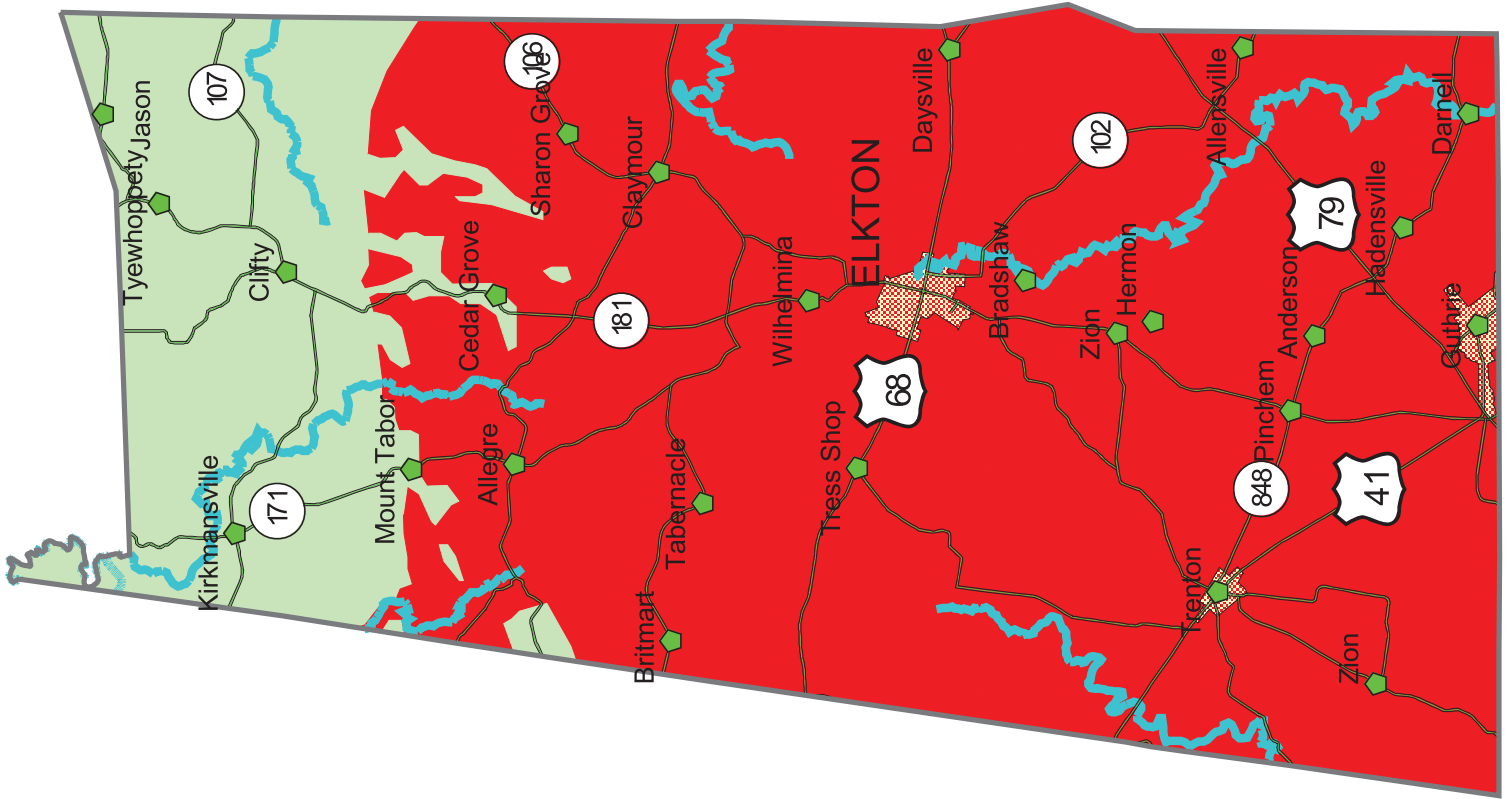 Jason
107
Tyewhoppety
Clifty
Kirkmansville
171
Mount Tabor
106
Sharon Grove
Claymour
Cedar Grove
181
Allegre
Tabernacle
Britmart
Wilhelmina
ELKTON
Daysville
68
Tress Shop
102
Allensville
Bradshaw
Hermon
Zion
79
Darnell
Hadensville
Anderson
Guthrie
Pinchem
848
41
Trenton
Zion